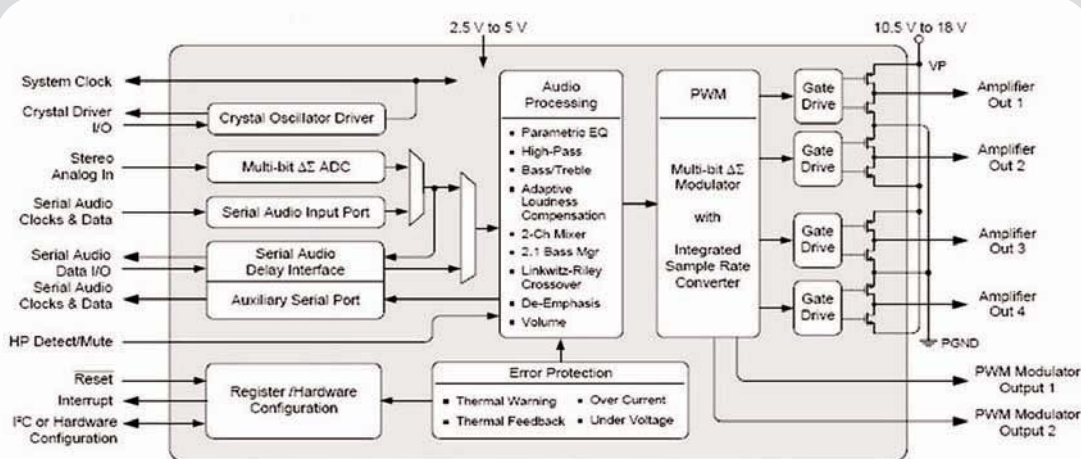 2.5 V to 5 V
10.5 V to 18 V
System Clock
Crystal Driver
I/O
Crystal Oscillator Driver
Stereo
Analog In
Multi-bit ΔΣ ADC
Serial Audio
Clocks & Data
Serial Audio Input Port
Serial Audio
Data I/O
Serial Audio
Delay Interface
Serial Audio
Clocks & Data
Auxiliary Serial Port
HP Detect/Mute
Reset
Interrupt
I²C or Hardware
Configuration
Register /Hardware
Configuration
Audio
Processing
▪ Parametric EQ
▪ High-Pass
▪ Bass/Treble
▪ Adaptive
Loudness
Compensation
▪ 2-Ch Mixer
▪ 2.1 Bass Mgr
▪ Linkwitz-Riley
Crossover
▪ De-Emphasis
▪ Volume
Error Protection
▪ Thermal Warning
▪ Over Current
▪ Thermal Feedback
▪ Under Voltage
PWM
Multi-bit ΔΣ
Modulator
with
Integrated
Sample Rate
Converter
Gate
Drive
Gate
Drive
Gate
Drive
Gate
Drive
VP
Amplifier
Out 1
Amplifier
Out 2
Amplifier
Out 3
Amplifier
Out 4
PGND
PWM Modulator
Output 1
PWM Modulator
Output 2